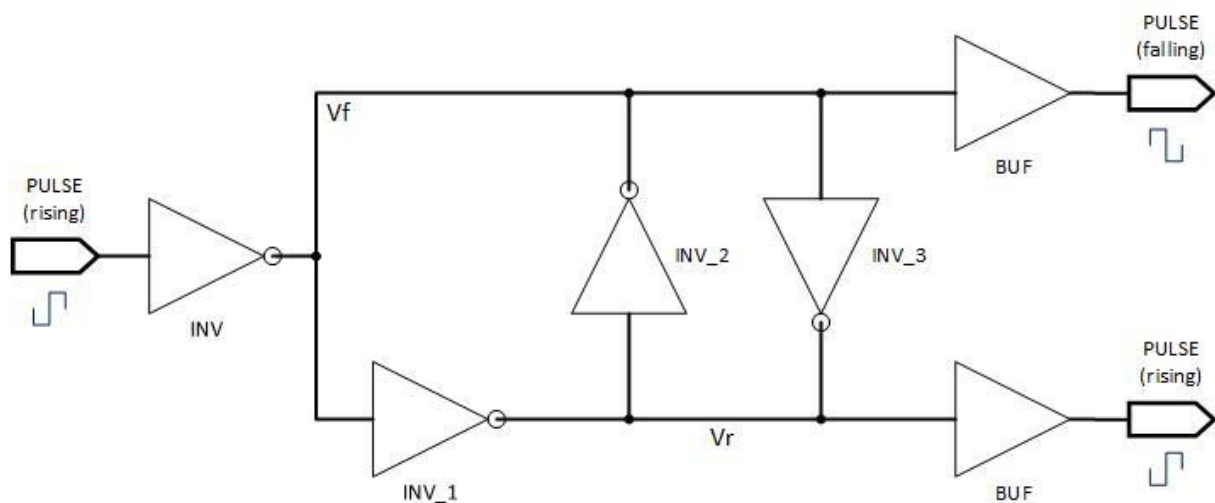 PULSE
(falling)
Vf
BUF
PULSE
(rising)
INV_2
INV_3
INV
PULSE
(rising)
Vr
INV_1
BUF